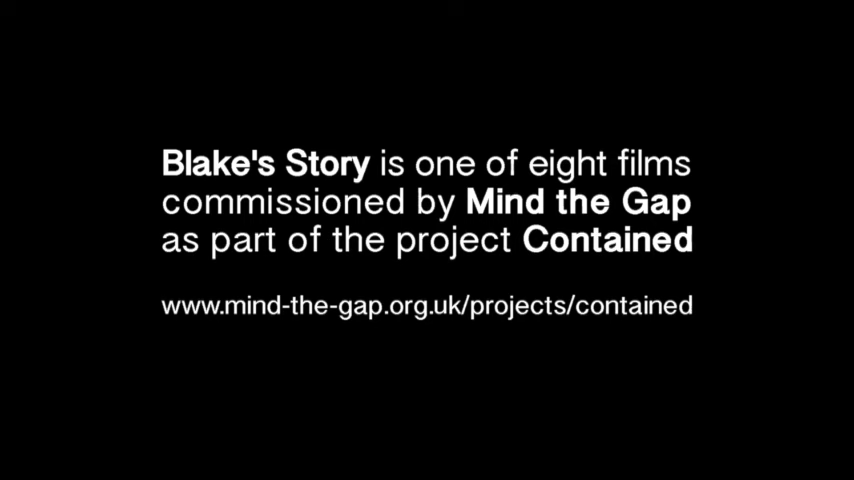 Blake's Story is one of eight films
commissioned by Mind the Gap
as part of the project Contained
www.mind-the-gap.org.uk/projects/contained